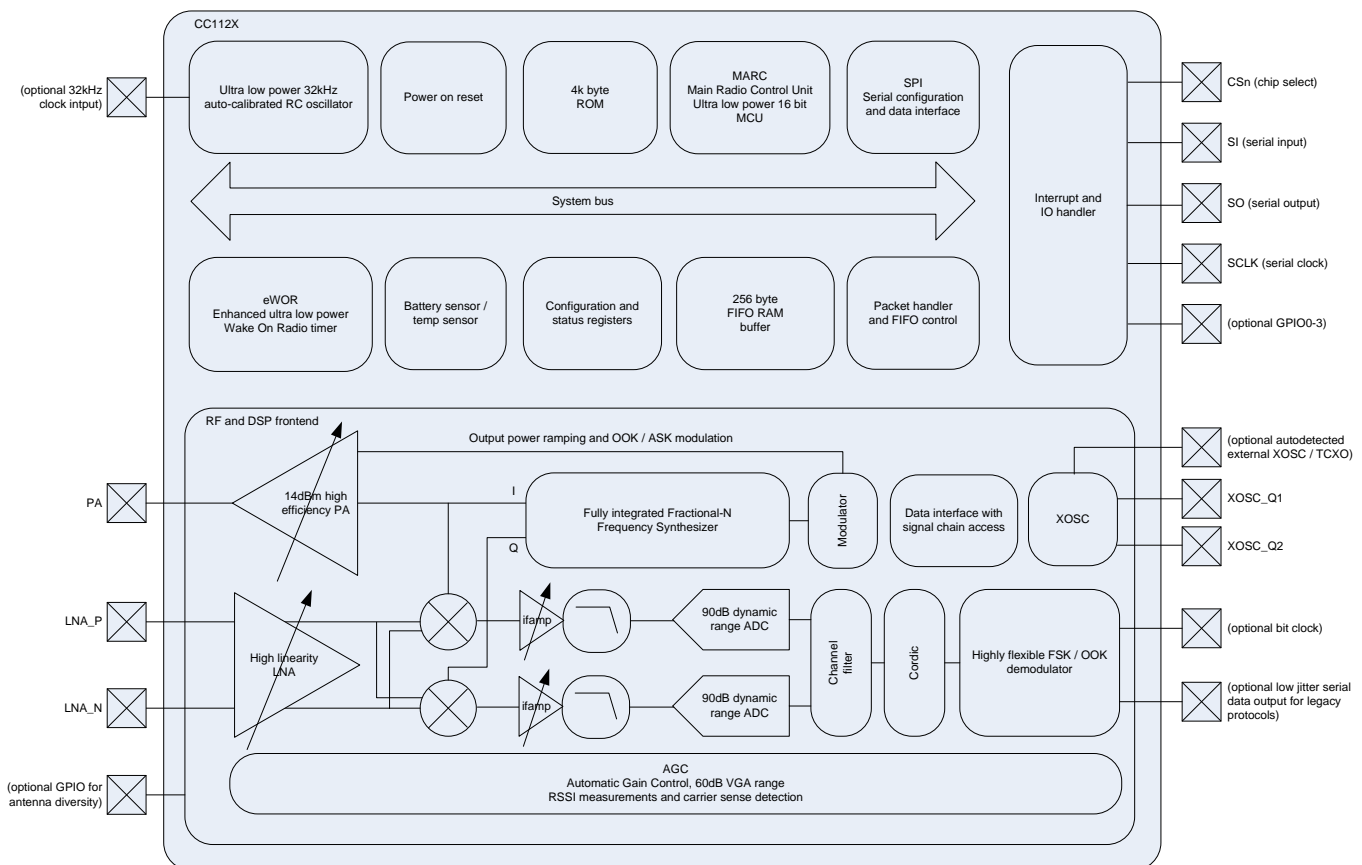 CC112X
(optional 32kHz
clock intput)
Ultra low power 32kHz
auto-calibrated RC oscillator
Power on reset
4k byte
ROM
MARC
Main Radio Control Unit
Ultra low power 16 bit
MCU
SPI
Serial configuration
and data interface
System bus
Interrupt and
IO handler
CSn (chip select)
SI (serial input)
SO (serial output)
SCLK (serial clock)
(optional GPIO0-3)
eWOR
Enhanced ultra low power
Wake On Radio timer
Battery sensor /
temp sensor
Configuration and
status registers
256 byte
FIFO RAM
buffer
Packet handler
and FIFO control
RF and DSP frontend
Output power ramping and OOK / ASK modulation
PA
14dBm high
efficiency PA
I
Q
Fully integrated Fractional-N
Frequency Synthesizer
Modulator
Data interface with
signal chain access
XOSC
(optional autodetected
external XOSC / TCXO)
XOSC_Q1
XOSC_Q2
LNA_P
LNA_N
High linearity
LNA
ifamp
90dB dynamic
range ADC
ifamp
90dB dynamic
range ADC
Channel
filter
Cordic
Highly flexible FSK / OOK
demodulator
(optional bit clock)
(optional low jitter serial
data output for legacy
protocols)
(optional GPIO for
antenna diversity)
AGC
Automatic Gain Control, 60dB VGA range
RSSI measurements and carrier sense detection